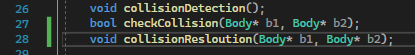 26 void collisionDetection();
27 bool checkCollision(Body* b1, Body* b2);
28 void collisionResloution(Body* b1, Body* b2);